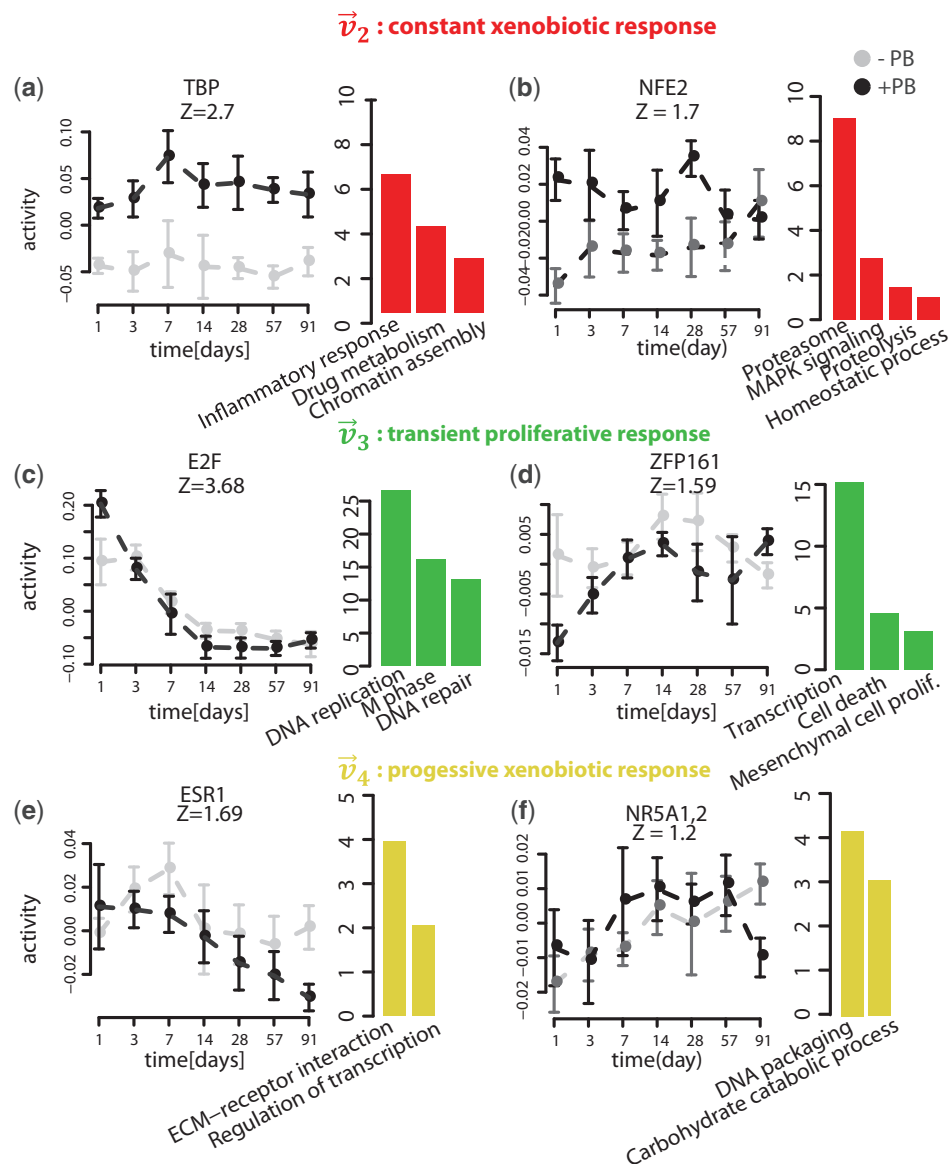 v2 : constant xenobiotic response
- PB
+PB
(a)
TBP
Z=2.7
activity
0.10
0.05
0.00
−0.05
1 3 7 14 28 57 91
time[days]
10
8
6
4
2
0
Inflammatory response
Drug metabolism
Chromatin assembly
(b)
NFE2
Z = 1.7
0.04
0.02
-0.020.00
-0.04
1 3 7 14 28 57 91
time(day)
10
8
6
4
2
0
Proteasome
MAPK signaling
Proteolysis
Homeostatic process
v3 : transient proliferative response
(c)
E2F
Z=3.68
activity
0.20
0.10
0.00
−0.10
1 3 7 14 28 57 91
time[days]
25
20
15
10
5
0
DNA replication
M phase
DNA repair
(d)
ZFP161
Z=1.59
0.005
−0.005
−0.015
1 3 7 14 28 57 91
time[days]
15
10
5
0
Transcription
Cell death
Mesenchymal cell prolif.
v4 : progessive xenobiotic response
(e)
ESR1
Z=1.69
activity
0.04
0.02
0.00
−0.02
1 3 7 14 28 57 91
time[days]
5
4
3
2
1
0
ECM−receptor interaction
Regulation of transcription
(f)
NR5A1,2
Z = 1.2
0.02
0.01
-0.00
-0.01
−0.02
1 3 7 14 28 57 91
time(day)
5
4
3
2
1
0
DNA packaging
Carbohydrate catabolic process